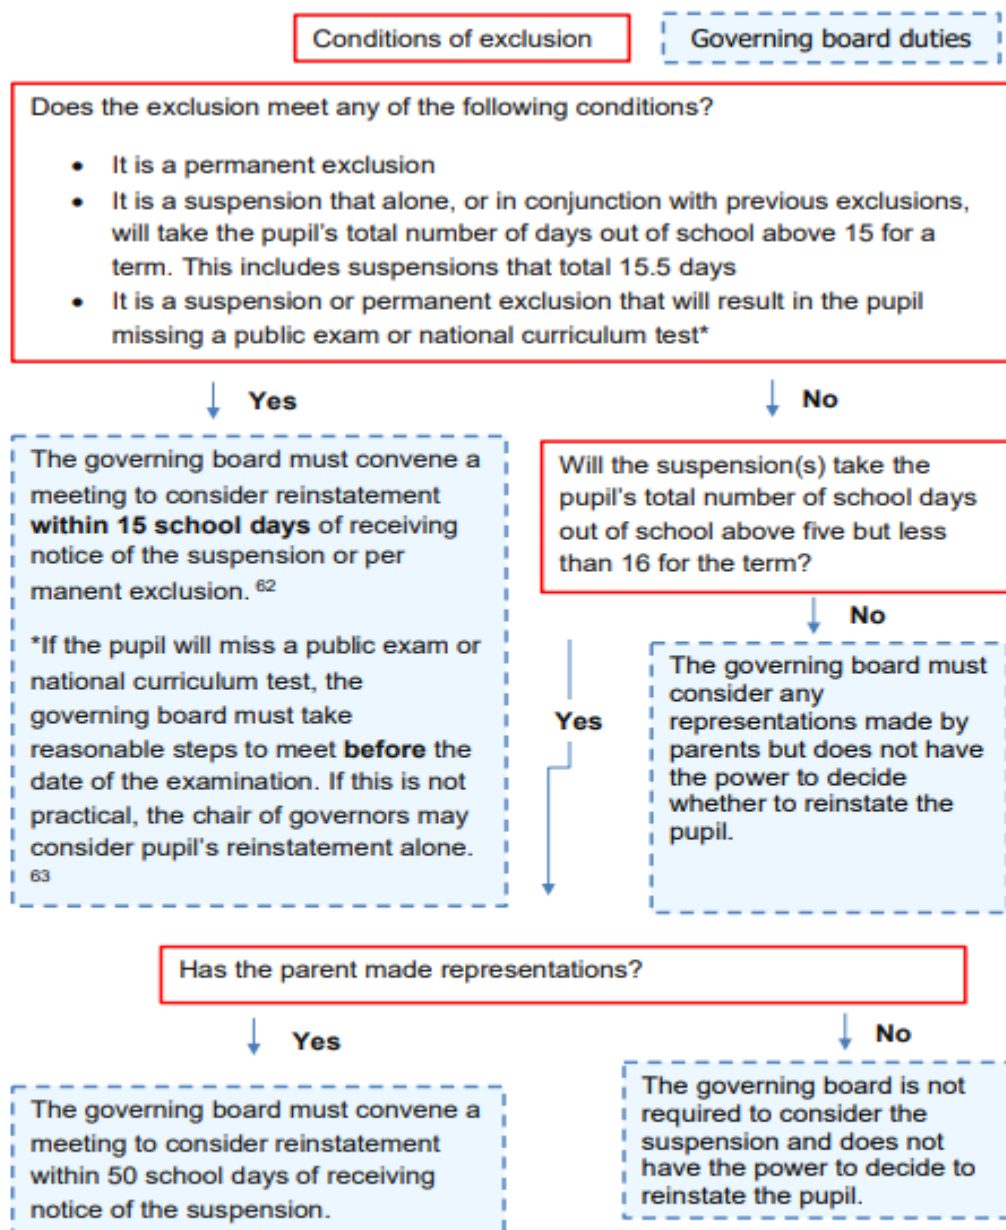 Conditions of exclusion
Governing board duties
Does the exclusion meet any of the following conditions?
• It is a permanent exclusion
• It is a suspension that alone, or in conjunction with previous exclusions,
will take the pupil's total number of days out of school above 15 for a
term. This includes suspensions that total 15.5 days
• It is a suspension or permanent exclusion that will result in the pupil
missing a public exam or national curriculum test*
Yes
No
The governing board must convene a
meeting to consider reinstatement
within 15 school days of receiving
notice of the suspension or per
manent exclusion. 62
*If the pupil will miss a public exam or
national curriculum test, the
governing board must take
reasonable steps to meet before the
date of the examination. If this is not
practical, the chair of governors may
consider pupil's reinstatement alone.
63
Will the suspension(s) take the
pupil's total number of school days
out of school above five but less
than 16 for the term?
No
Yes
The governing board must
consider any
representations made by
parents but does not have
the power to decide
whether to reinstate the
pupil.
Has the parent made representations?
Yes
No
The governing board must convene a
meeting to consider reinstatement
within 50 school days of receiving
notice of the suspension.
The governing board is not
required to consider the
suspension and does not
have the power to decide to
reinstate the pupil.